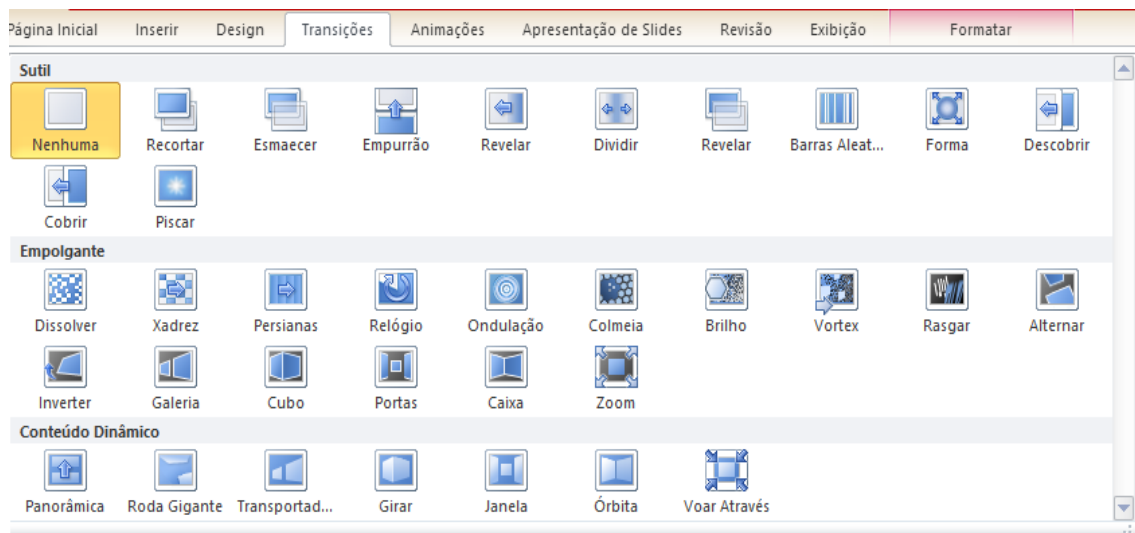 Página Inicial Inserir Design Transições Animações Apresentação de Slides Revisão Exibição Formatar
Sutil
Nenhuma Recortar Esmaecer Empurrão Revelar Dividir Revelar Barras Aleat... Forma Descobrir
Cobrir Piscar
Empolgante
Dissolver Xadrez Persianas Relógio Ondulação Colmeia Brilho Vortex Rasgar Alternar
Inverter Galeria Cubo Portas Caixa Zoom
Conteúdo Dinâmico
Panorâmica Roda Gigante Transportad... Girar Janela Órbita Voar Através